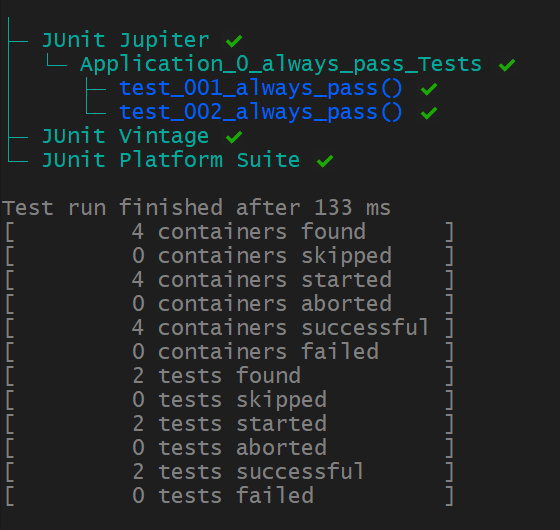 ├─ JUnit Jupiter ✔
│  └─ Application_0_always_pass_Tests ✔
│     ├─ test_001_always_pass() ✔
│     └─ test_002_always_pass() ✔
├─ JUnit Vintage ✔
└─ JUnit Platform Suite ✔

Test run finished after 133 ms
[         4 containers found      ]
[         0 containers skipped    ]
[         4 containers started    ]
[         0 containers aborted    ]
[         4 containers successful ]
[         0 containers failed     ]
[         2 tests found           ]
[         0 tests skipped         ]
[         2 tests started         ]
[         0 tests aborted         ]
[         2 tests successful      ]
[         0 tests failed          ]